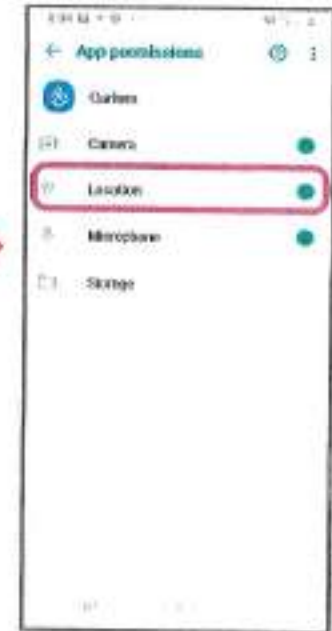 App permissions
Camera
Location
Microphone
Storage